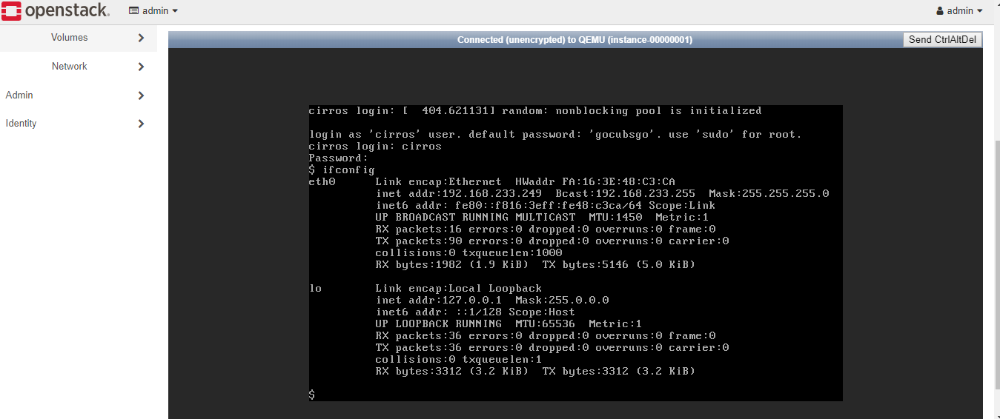 openstack. admin admin
Volumes
Connected (unencrypted) to QEMU (instance-00000001) Send CtrlAltDel
Network
Admin
Identity
cirros login: [  404.621131] random: nonblocking pool is initialized
login as 'cirros' user. default password: 'gocubsgo'. use 'sudo' for root.
cirros login: cirros
Password:
$ ifconfig
eth0      Link encap:Ethernet  HWaddr FA:16:3E:48:C3:CA
          inet addr:192.168.233.249  Bcast:192.168.233.255  Mask:255.255.255.0
          inet6 addr: fe80::f816:3eff:fe48:c3ca/64 Scope:Link
          UP BROADCAST RUNNING MULTICAST  MTU:1450  Metric:1
          RX packets:16 errors:0 dropped:0 overruns:0 frame:0
          TX packets:90 errors:0 dropped:0 overruns:0 carrier:0
          collisions:0 txqueuelen:1000
          RX bytes:1982 (1.9 KiB)  TX bytes:5146 (5.0 KiB)
lo        Link encap:Local Loopback
          inet addr:127.0.0.1  Mask:255.0.0.0
          inet6 addr: ::1/128 Scope:Host
          UP LOOPBACK RUNNING  MTU:65536  Metric:1
          RX packets:36 errors:0 dropped:0 overruns:0 frame:0
          TX packets:36 errors:0 dropped:0 overruns:0 carrier:0
          collisions:0 txqueuelen:1
          RX bytes:3312 (3.2 KiB)  TX bytes:3312 (3.2 KiB)
$